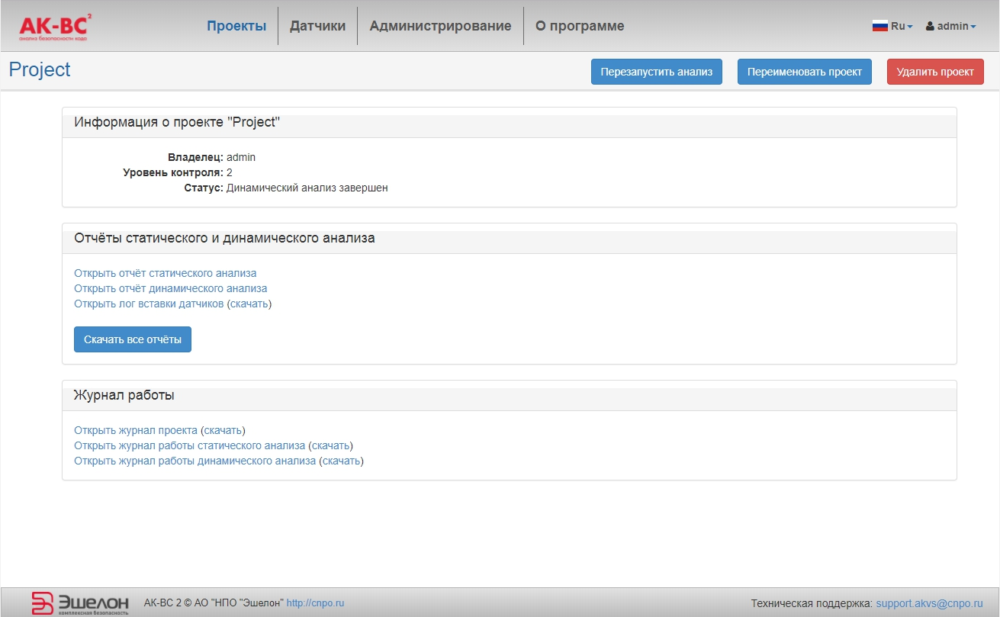 АК-ВС 2
анализ безопасности кода
Проекты Датчики Администрирование О программе Ru admin
Project Перезапустить анализ Переименовать проект Удалить проект
Информация о проекте "Project"
Владелец: admin
Уровень контроля: 2
Статус: Динамический анализ завершен
Отчёты статического и динамического анализа
Открыть отчёт статического анализа
Открыть отчёт динамического анализа
Открыть лог вставки датчиков (скачать)
Скачать все отчёты
Журнал работы
Открыть журнал проекта (скачать)
Открыть журнал работы статического анализа (скачать)
Открыть журнал работы динамического анализа (скачать)
Эшелон
комплексная безопасность
АК-ВС 2 © АО "НПО "Эшелон" http://cnpo.ru
Техническая поддержка: support.akvs@cnpo.ru